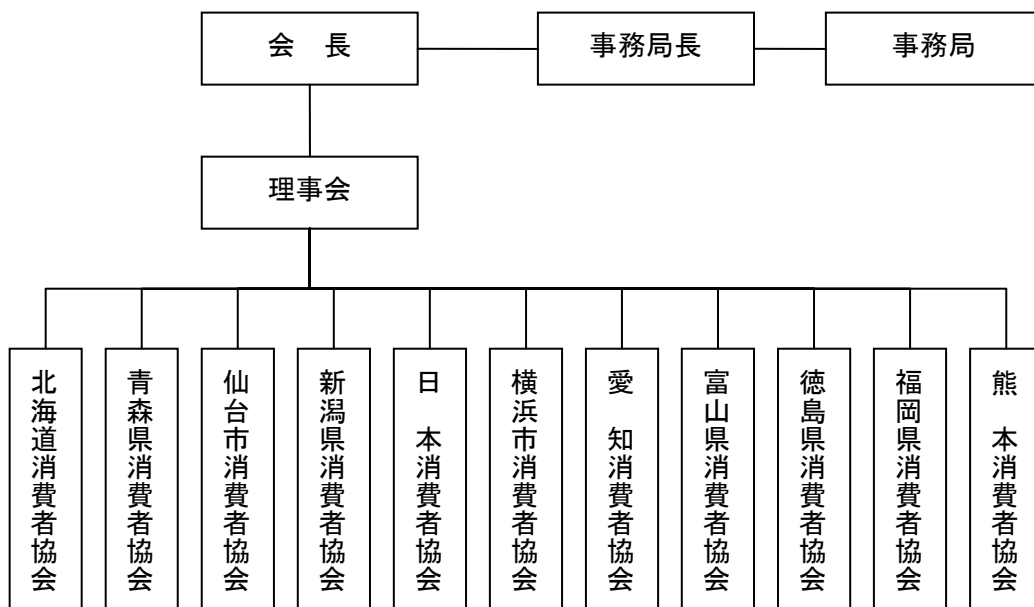 会　長
事務局長
事務局
理事会
北海道消費者協会
青森県消費者協会
仙台市消費者協会
新潟県消費者協会
日　本消費者協会
横浜市消費者協会
愛　知消費者協会
富山県消費者協会
徳島県消費者協会
福岡県消費者協会
熊　本消費者協会